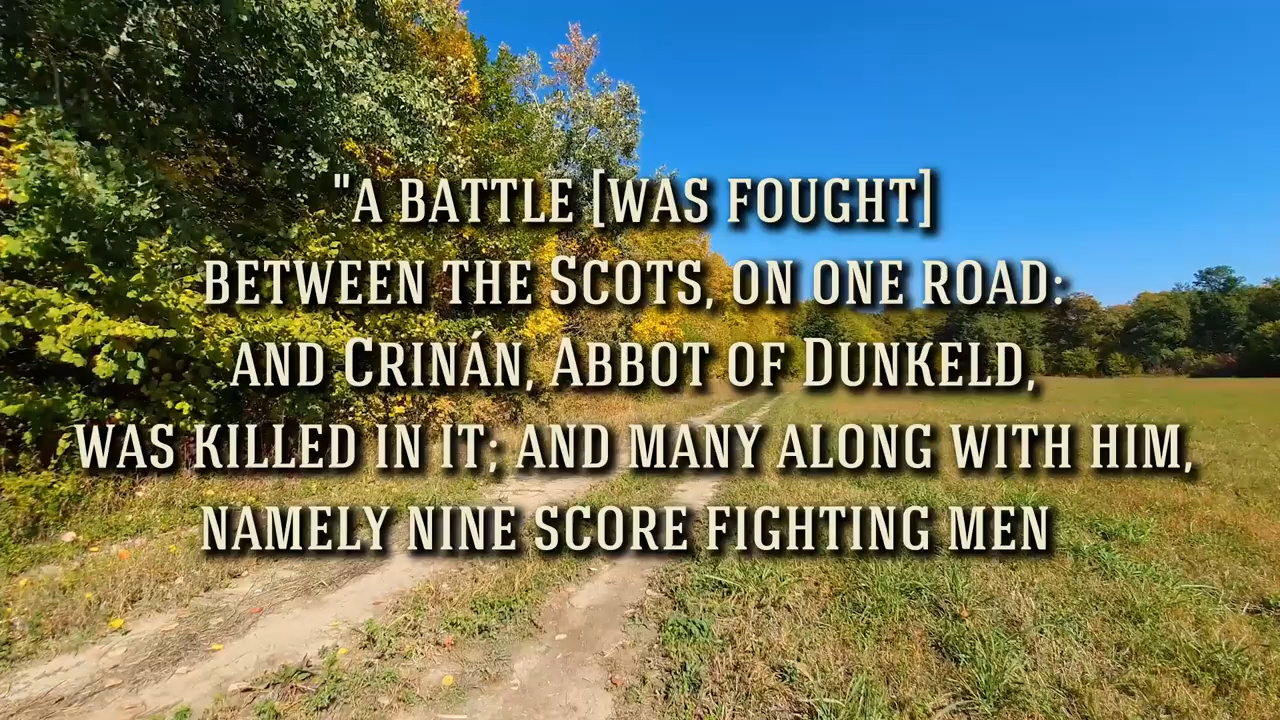 "A BATTLE [WAS FOUGHT]
BETWEEN THE SCOTS, ON ONE ROAD:
AND CRINÁN, ABBOT OF DUNKELD,
WAS KILLED IN IT; AND MANY ALONG WITH HIM,
NAMELY NINE SCORE FIGHTING MEN